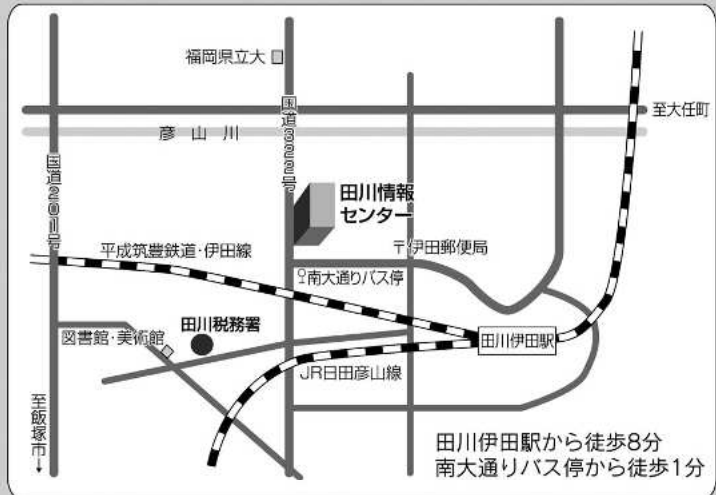 福岡県立大
国道322号
至大任町
彦山川
国道201号
田川情報
センター
平成筑豊鉄道・伊田線
〒伊田郵便局
南大通りバス停
田川税務署
図書館・美術館
田川伊田駅
JR日田彦山線
至飯塚市→
田川伊田駅から徒歩8分
南大通りバス停から徒歩1分